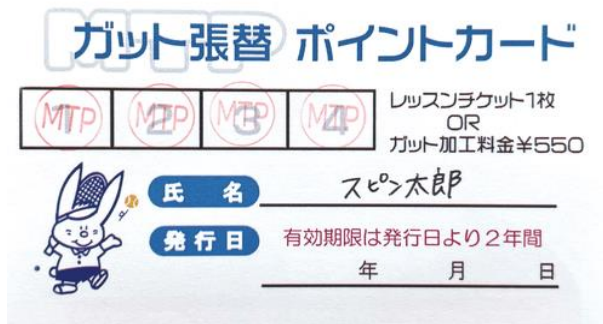 MTP
ガット張替 ポイントカード
1 MTP 2 MTP 3 MTP 4 MTP
レッスンチケット1枚
OR
ガット加工料金¥550
氏 名 スピン太郎
発行日 有効期限は発行日より2年間
年 月 日